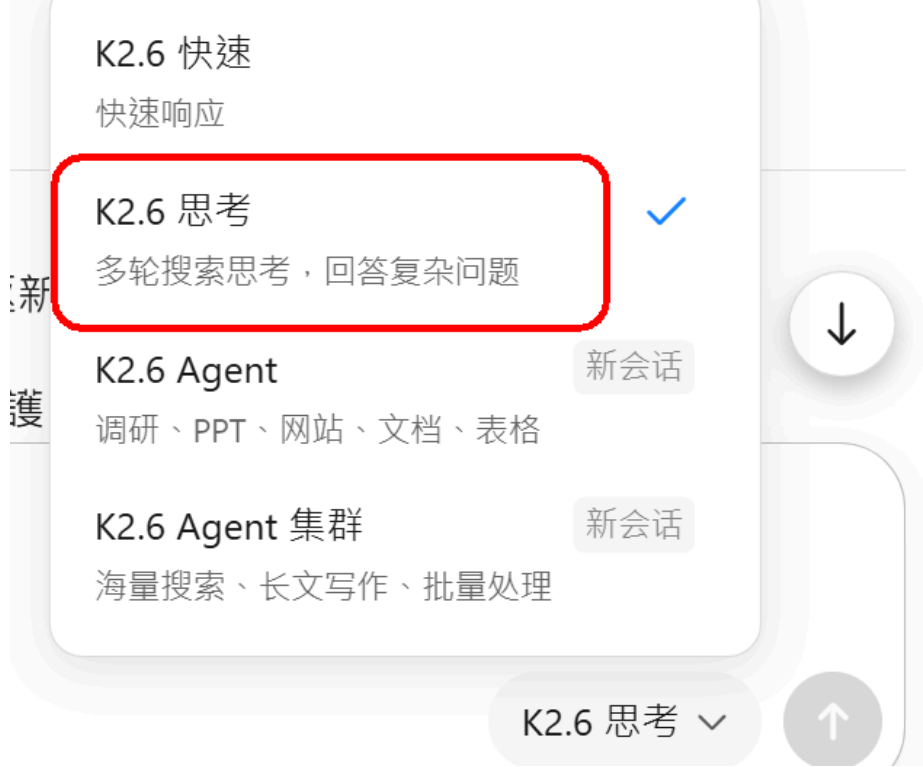 K2.6 快速
快速响应
K2.6 思考
多轮搜索思考，回答复杂问题
新
K2.6 Agent
新会话
護
调研、PPT、网站、文档、表格
K2.6 Agent 集群
新会话
海量搜索、长文写作、批量处理
K2.6 思考